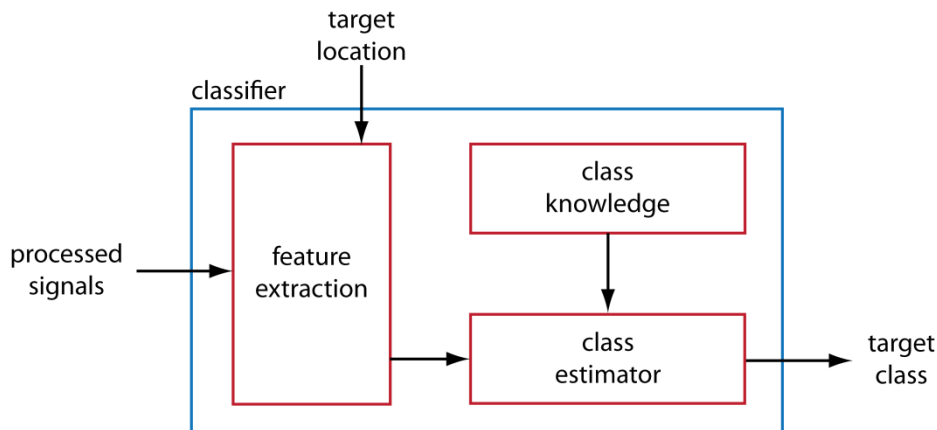 target
location
classifier
class
knowledge
processed
signals
feature
extraction
class
estimator
target
class